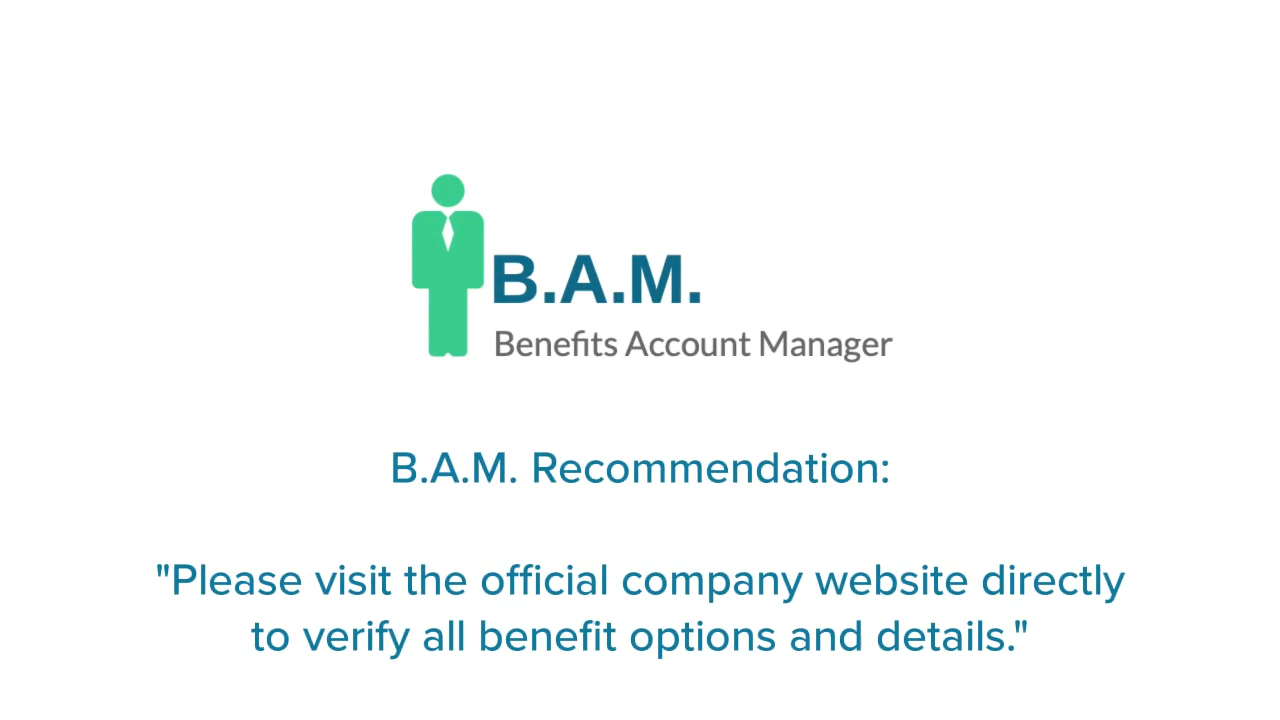 B.A.M.
Benefits Account Manager
B.A.M. Recommendation:
"Please visit the official company website directly
to verify all benefit options and details."